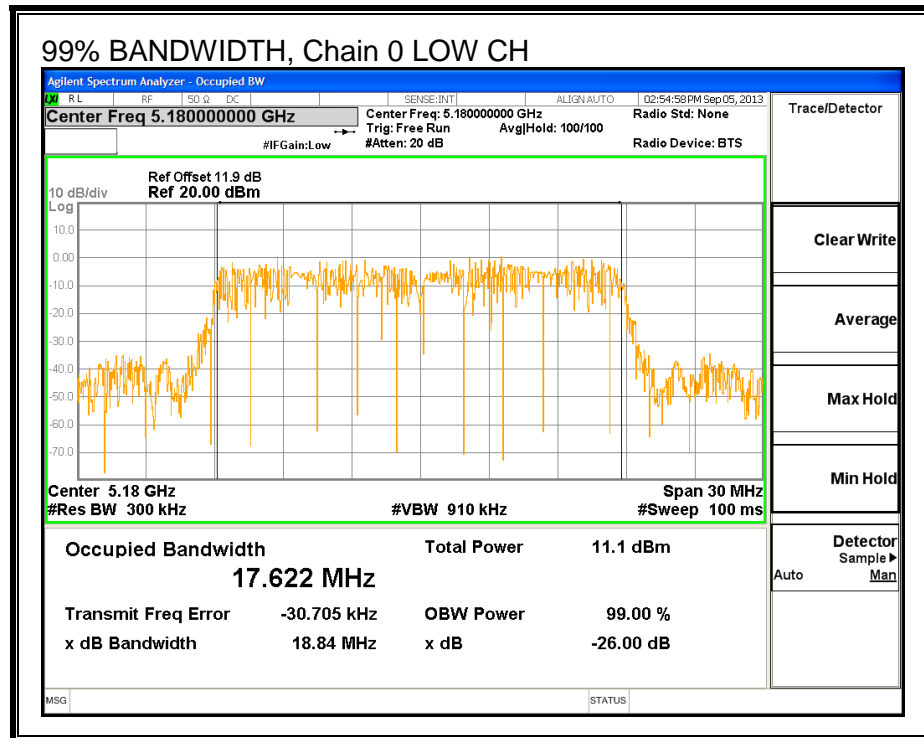 99% BANDWIDTH, Chain 0 LOW CH
Agilent Spectrum Analyzer - Occupied BW
LXI RL RF 50 Ω DC SENSE:INT ALIGN AUTO 02:54:58 PM Sep 05, 2013
Center Freq 5.180000000 GHz Center Freq: 5.180000000 GHz Radio Std: None
Trig: Free Run Avg|Hold: 100/100
#IFGain:Low #Atten: 20 dB Radio Device: BTS
Trace/Detector
Ref Offset 11.9 dB
10 dB/div Ref 20.00 dBm
Log
10.0
0.00
-10.0
-20.0
-30.0
-40.0
-50.0
-60.0
-70.0
Center 5.18 GHz Span 30 MHz
#Res BW 300 kHz #VBW 910 kHz #Sweep 100 ms
Clear Write
Average
Max Hold
Min Hold
Detector
Sample ▶
Auto Man
Occupied Bandwidth Total Power 11.1 dBm
17.622 MHz
Transmit Freq Error -30.705 kHz OBW Power 99.00 %
x dB Bandwidth 18.84 MHz x dB -26.00 dB
MSG STATUS